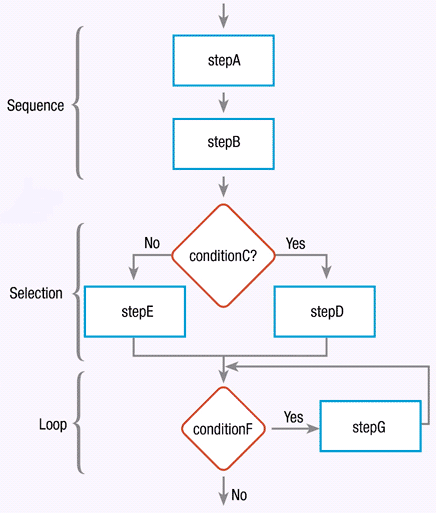 stepA
Sequence
stepB
No
Yes
conditionC?
Selection
stepE
stepD
Loop
conditionF
Yes
stepG
No